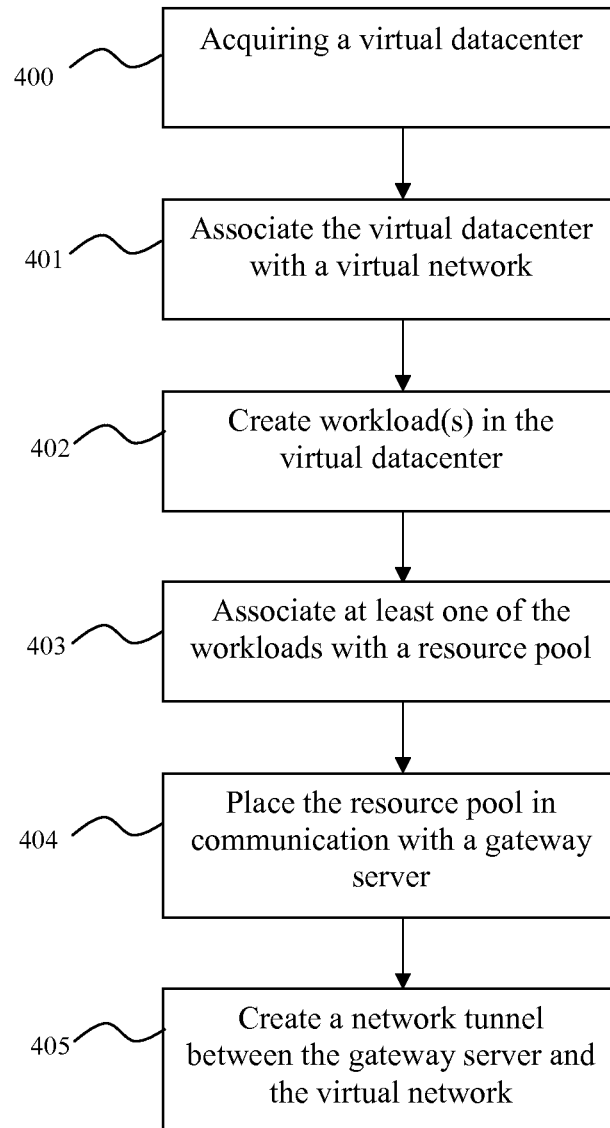 400
Acquiring a virtual datacenter
401
Associate the virtual datacenter
with a virtual network
402
Create workload(s) in the
virtual datacenter
403
Associate at least one of the
workloads with a resource pool
404
Place the resource pool in
communication with a gateway
server
405
Create a network tunnel
between the gateway server and
the virtual network